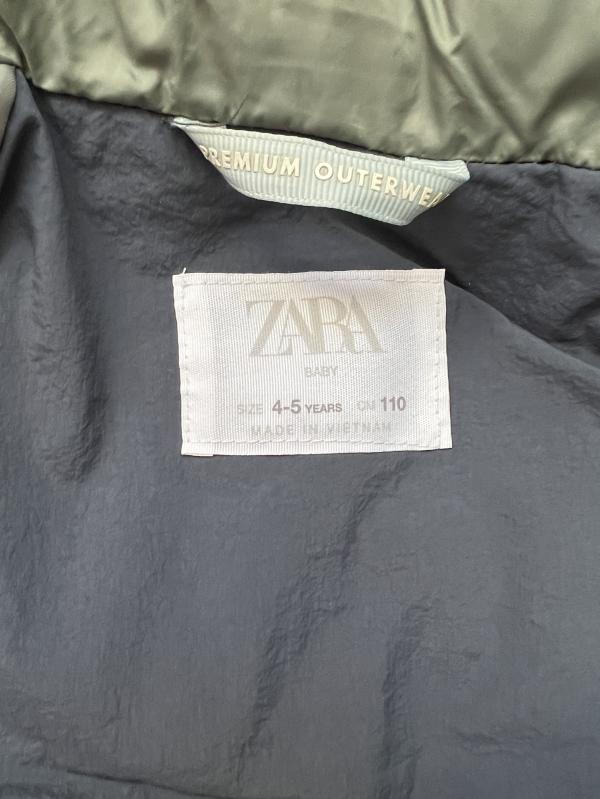 PREMIUM OUTERWEA
ZARA
BABY
SIZE 4-5 YEARS CM 110
MADE IN VIETNAM